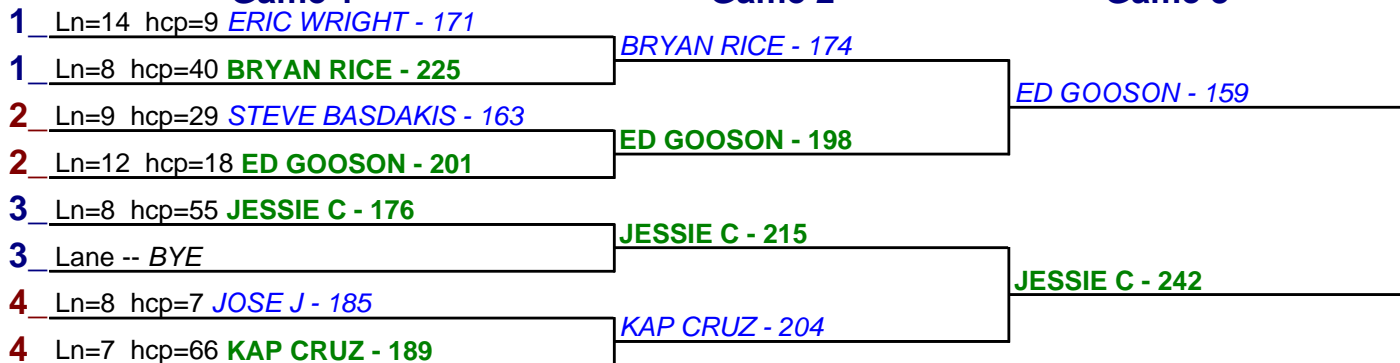 1_ Ln=14 hcp=9 ERIC WRIGHT - 171
BRYAN RICE - 174
1_ Ln=8 hcp=40 BRYAN RICE - 225
ED GOOSON - 159
2_ Ln=9 hcp=29 STEVE BASDAKIS - 163
ED GOOSON - 198
2_ Ln=12 hcp=18 ED GOOSON - 201
3_ Ln=8 hcp=55 JESSIE C - 176
JESSIE C - 215
3_ Lane -- BYE
JESSIE C - 242
4_ Ln=8 hcp=7 JOSE J - 185
KAP CRUZ - 204
4 Ln=7 hcp=66 KAP CRUZ - 189